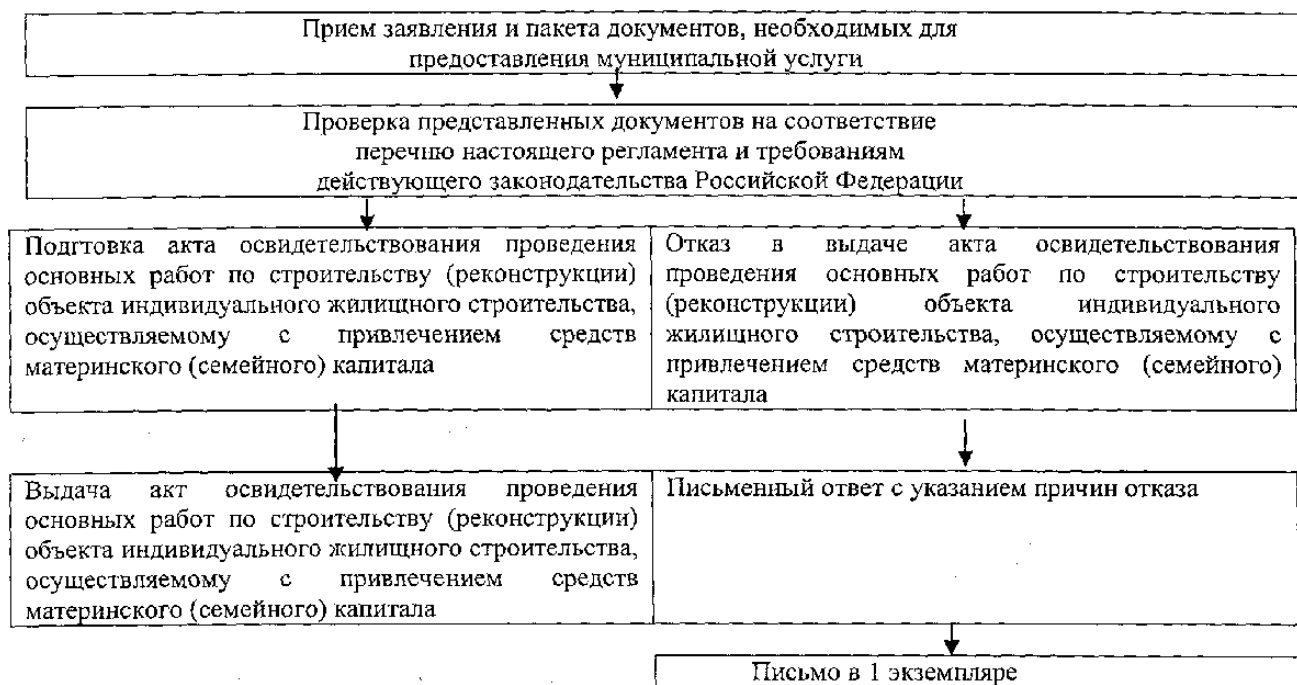 Прием заявления и пакета документов, необходимых для
предоставления муниципальной услуги
Проверка представленных документов на соответствие
перечню настоящего регламента и требованиям
действующего законодательства Российской Федерации
Подгтовка акта освидетельствования проведения
основных работ по строительству (реконструкции)
объекта индивидуального жилищного строительства,
осуществляемому с привлечением средств
материнского (семейного) капитала
Отказ в выдаче акта освидетельствования
проведения основных работ по строительству
(реконструкции) объекта индивидуального
жилищного строительства, осуществляемому с
привлечением средств материнского (семейного)
капитала
Выдача акт освидетельствования проведения
основных работ по строительству (реконструкции)
объекта индивидуального жилищного строительства,
осуществляемому с привлечением средств
материнского (семейного) капитала
Письменный ответ с указанием причин отказа
Письмо в 1 экземпляре